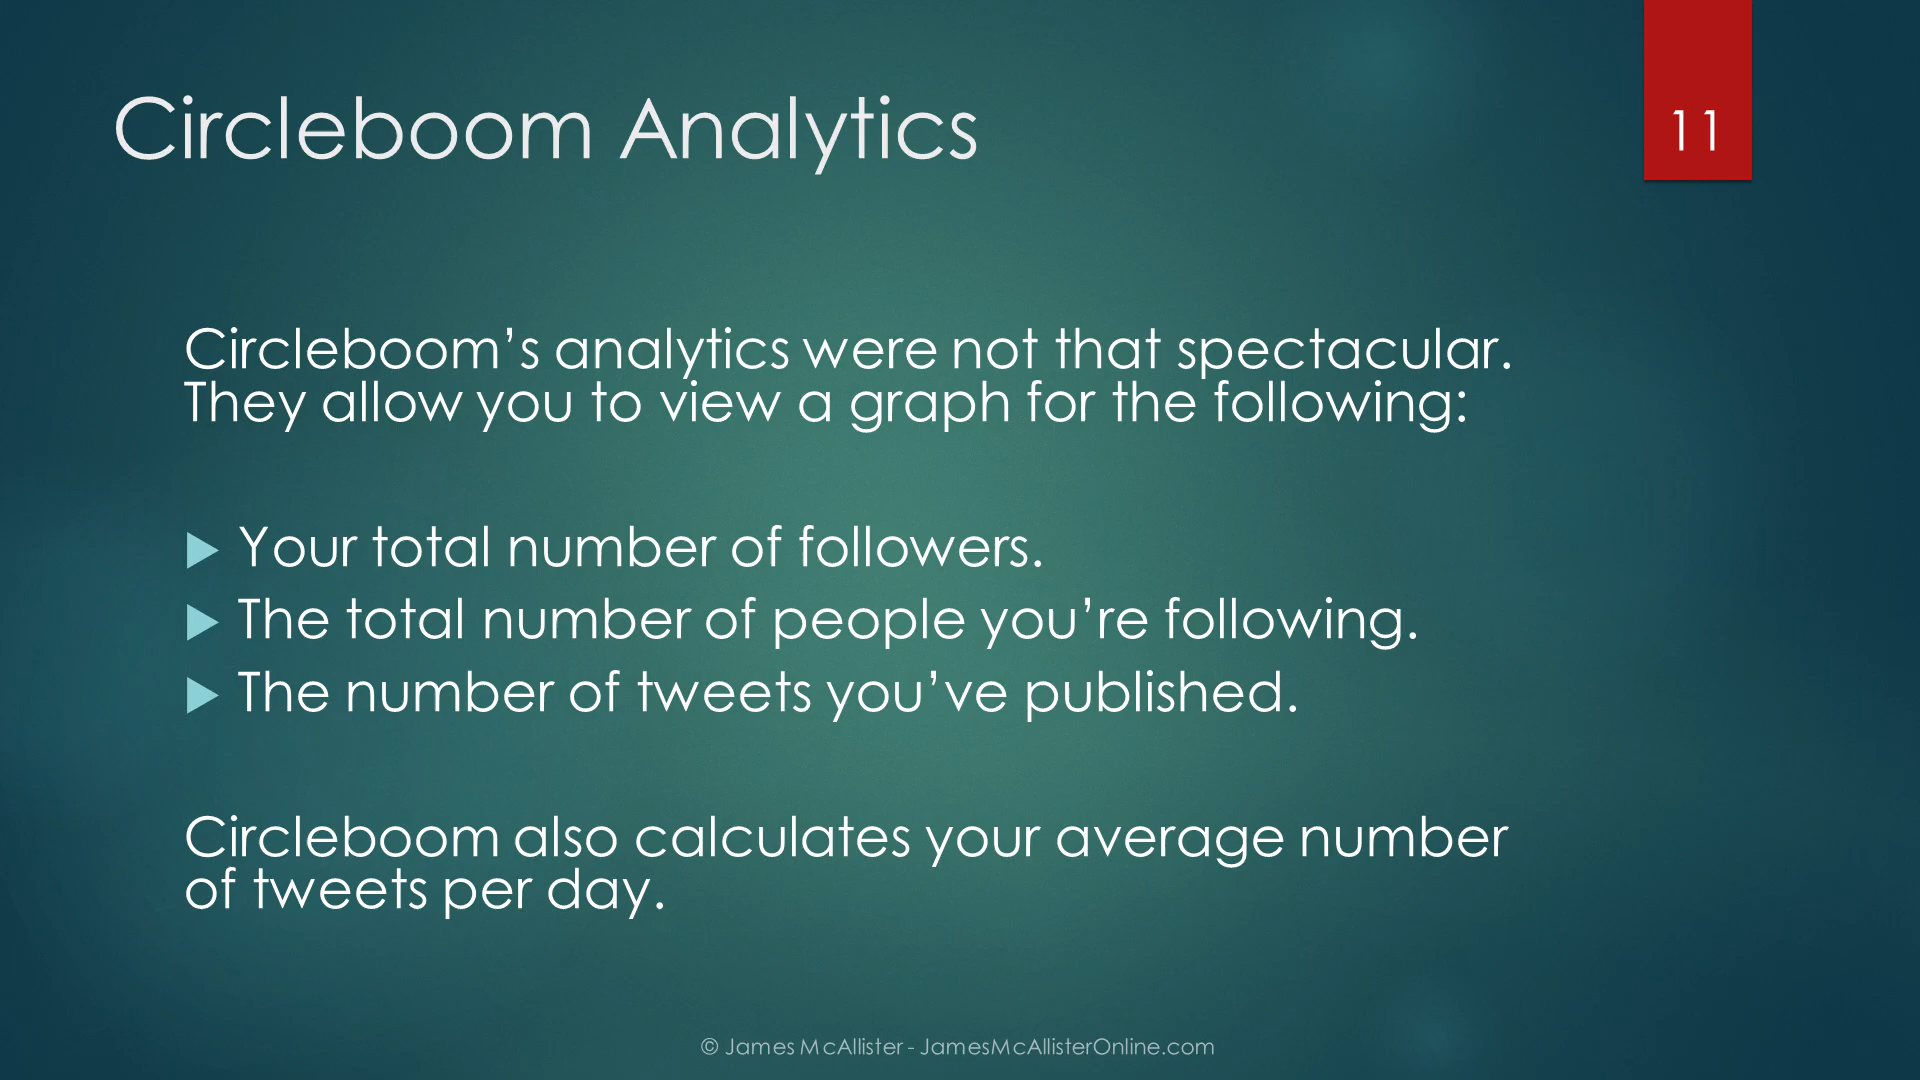 Circleboom Analytics
11
Circleboom’s analytics were not that spectacular.
They allow you to view a graph for the following:
Your total number of followers.
The total number of people you’re following.
The number of tweets you’ve published.
Circleboom also calculates your average number
of tweets per day.
© James McAllister - JamesMcAllisterOnline.com